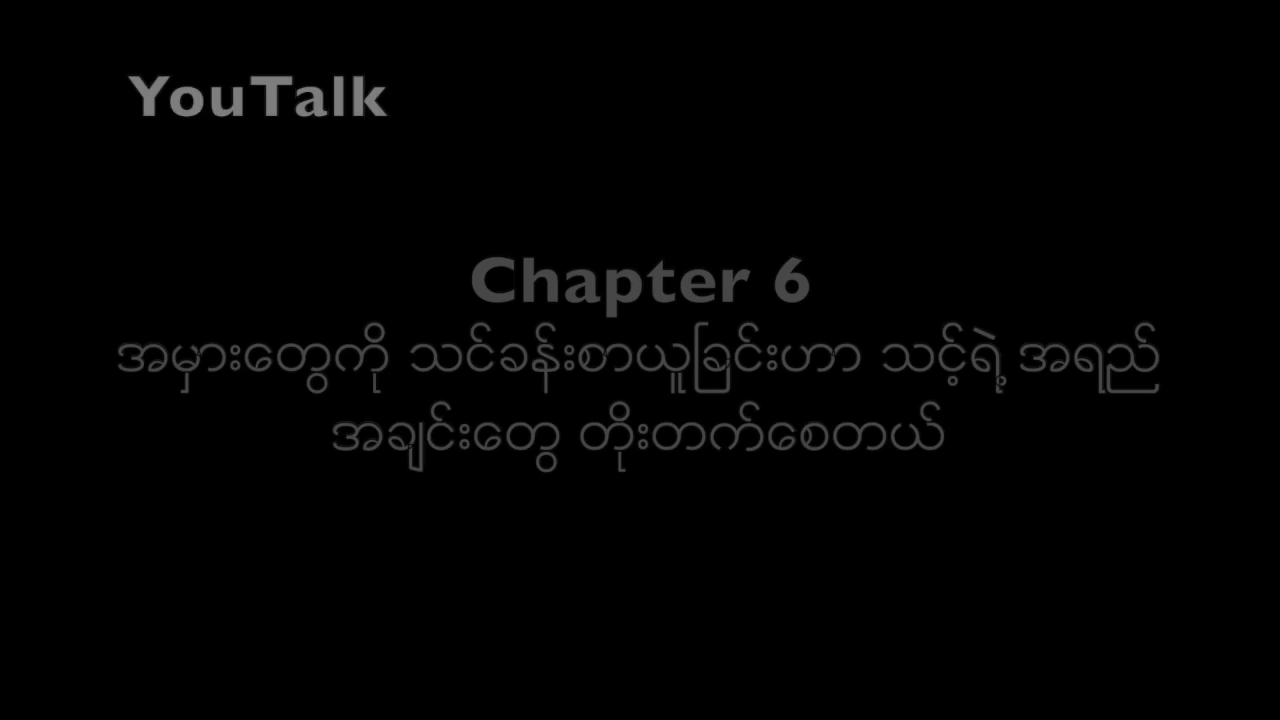 YouTalk
Chapter 6
အမှားတွေကို သင်ခန်းစာယူခြင်းဟာ သင့်ရဲ့ အရည်
အချင်းတွေ တိုးတက်စေတယ်